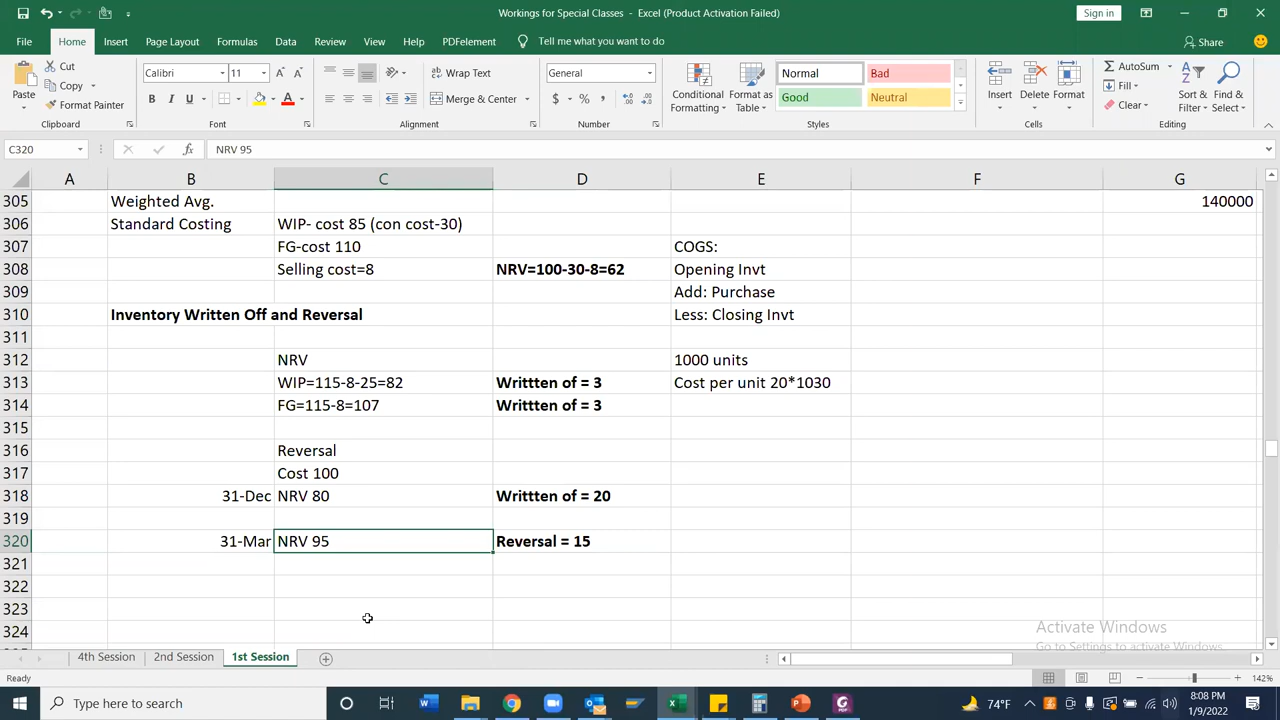 Workings for Special Classes - Excel (Product Activation Failed)
Sign in
File Home Insert Page Layout Formulas Data Review View Help PDFelement Tell me what you want to do Share
Paste
Cut
Copy
Format Painter
Clipboard
Calibri 11
B I U
Font
Wrap Text
Merge & Center
Alignment
General
$ % ,
Number
Conditional Formatting
Format as Table
Normal Bad
Good Neutral
Styles
Insert Delete Format
Cells
AutoSum
Fill
Clear
Sort & Filter
Find & Select
Editing
C320 fx NRV 95
A B C D E F G
305 Weighted Avg. 140000
306 Standard Costing WIP- cost 85 (con cost-30)
307 FG-cost 110 COGS:
308 Selling cost=8 NRV=100-30-8=62 Opening Invt
309 Add: Purchase
310 Inventory Written Off and Reversal Less: Closing Invt
311
312 NRV 1000 units
313 WIP=115-8-25=82 Writtten of = 3 Cost per unit 20*1030
314 FG=115-8=107 Writtten of = 3
315
316 Reversal
317 Cost 100
318 31-Dec NRV 80 Writtten of = 20
319
320 31-Mar NRV 95 Reversal = 15
321
322
323
324
Activate Windows
Go to Settings to activate Windows.
4th Session 2nd Session 1st Session
Ready 142%
Type here to search
74°F
8:08 PM
1/9/2022